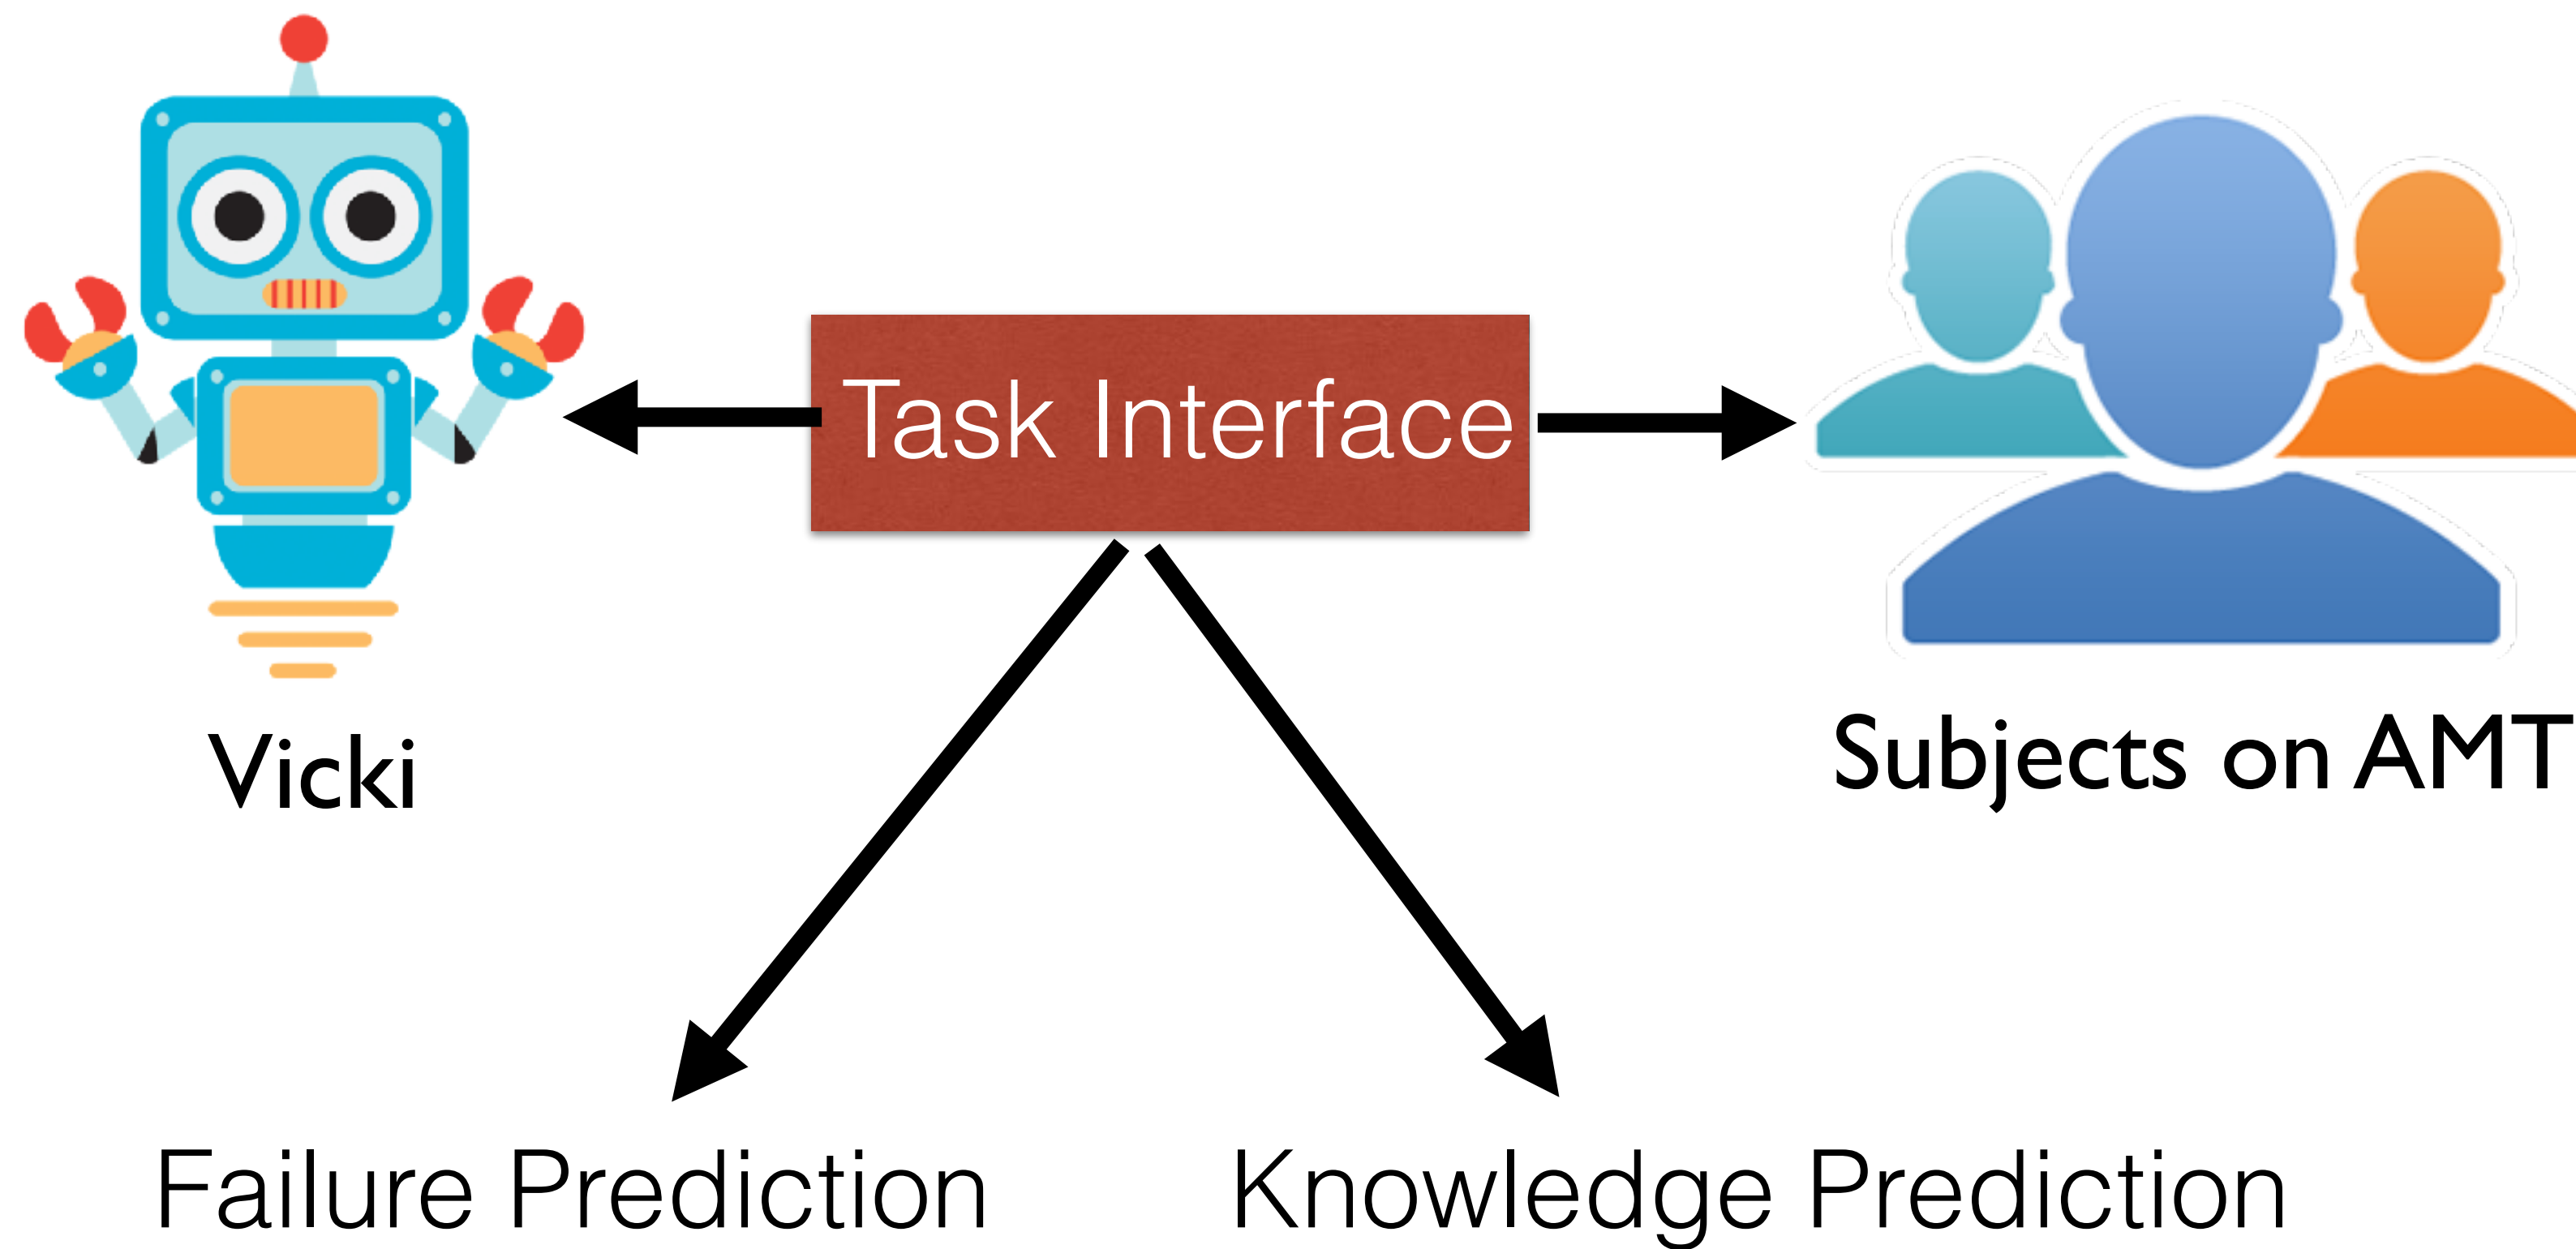 Task Interface
Vicki
Subjects on AMT
Failure Prediction
Knowledge Prediction